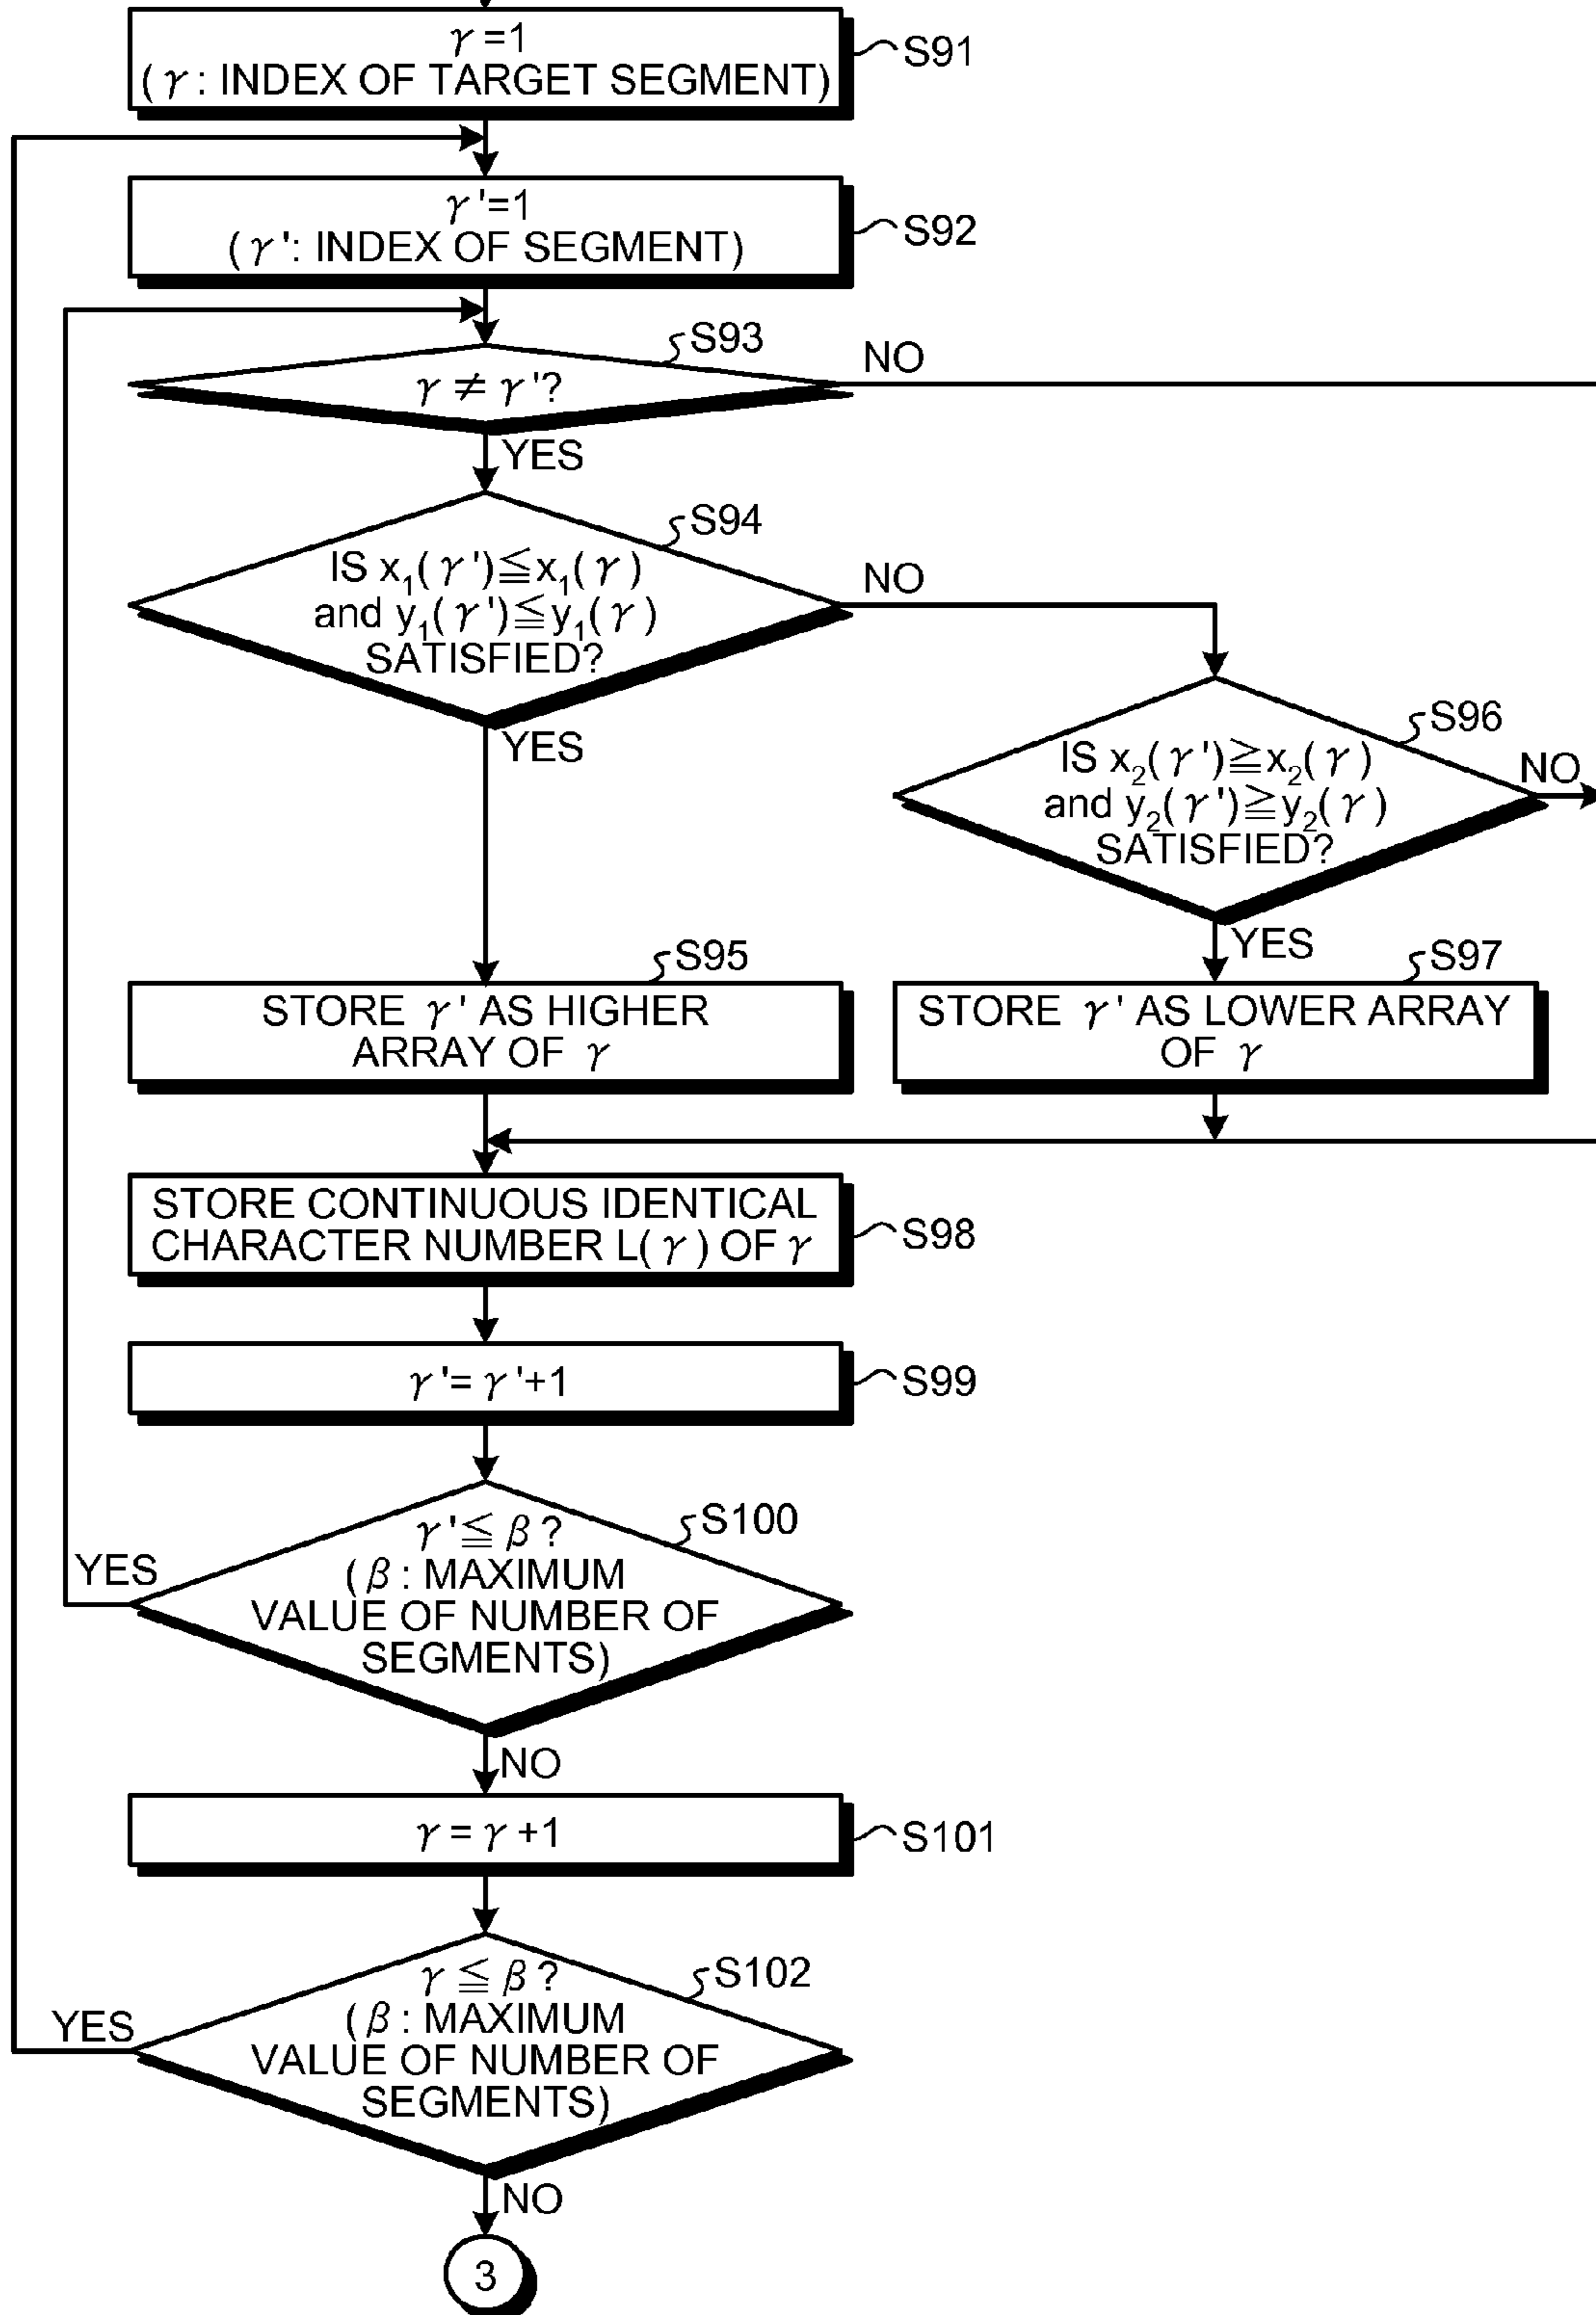 γ=1
(γ: INDEX OF TARGET SEGMENT)
S91
γ'=1
(γ': INDEX OF SEGMENT)
S92
S93
γ ≠ γ'?
NO
YES
S94
IS x₁(γ')≦x₁(γ)
and y₁(γ')≦y₁(γ)
SATISFIED?
NO
YES
S96
IS x₂(γ')≧x₂(γ)
and y₂(γ')≧y₂(γ)
SATISFIED?
NO
YES
S95
STORE γ' AS HIGHER
ARRAY OF γ
S97
STORE γ' AS LOWER ARRAY
OF γ
STORE CONTINUOUS IDENTICAL
CHARACTER NUMBER L(γ) OF γ
S98
γ'= γ'+1
S99
S100
γ'≦ β?
(β: MAXIMUM
VALUE OF NUMBER OF
SEGMENTS)
YES
NO
γ = γ+1
S101
S102
γ ≦ β?
(β: MAXIMUM
VALUE OF NUMBER OF
SEGMENTS)
YES
NO
3